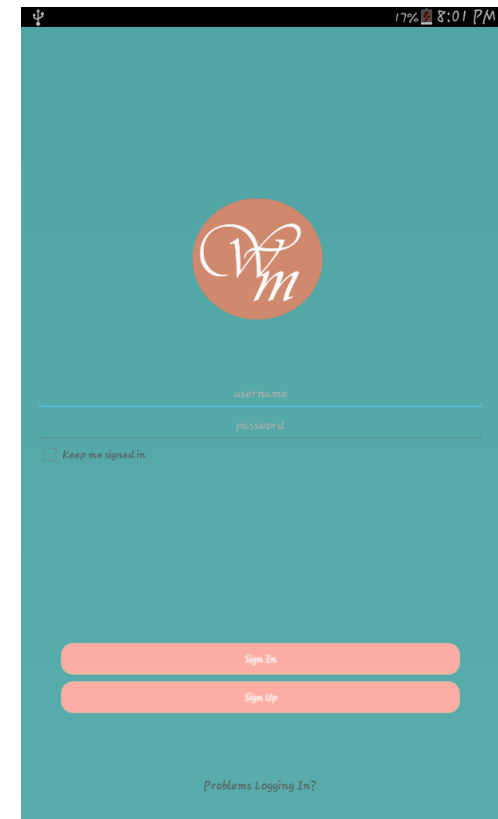 17% 8:01 PM
Wm
username
password
Keep me signed in
Sign In
Sign Up
Problems Logging In?